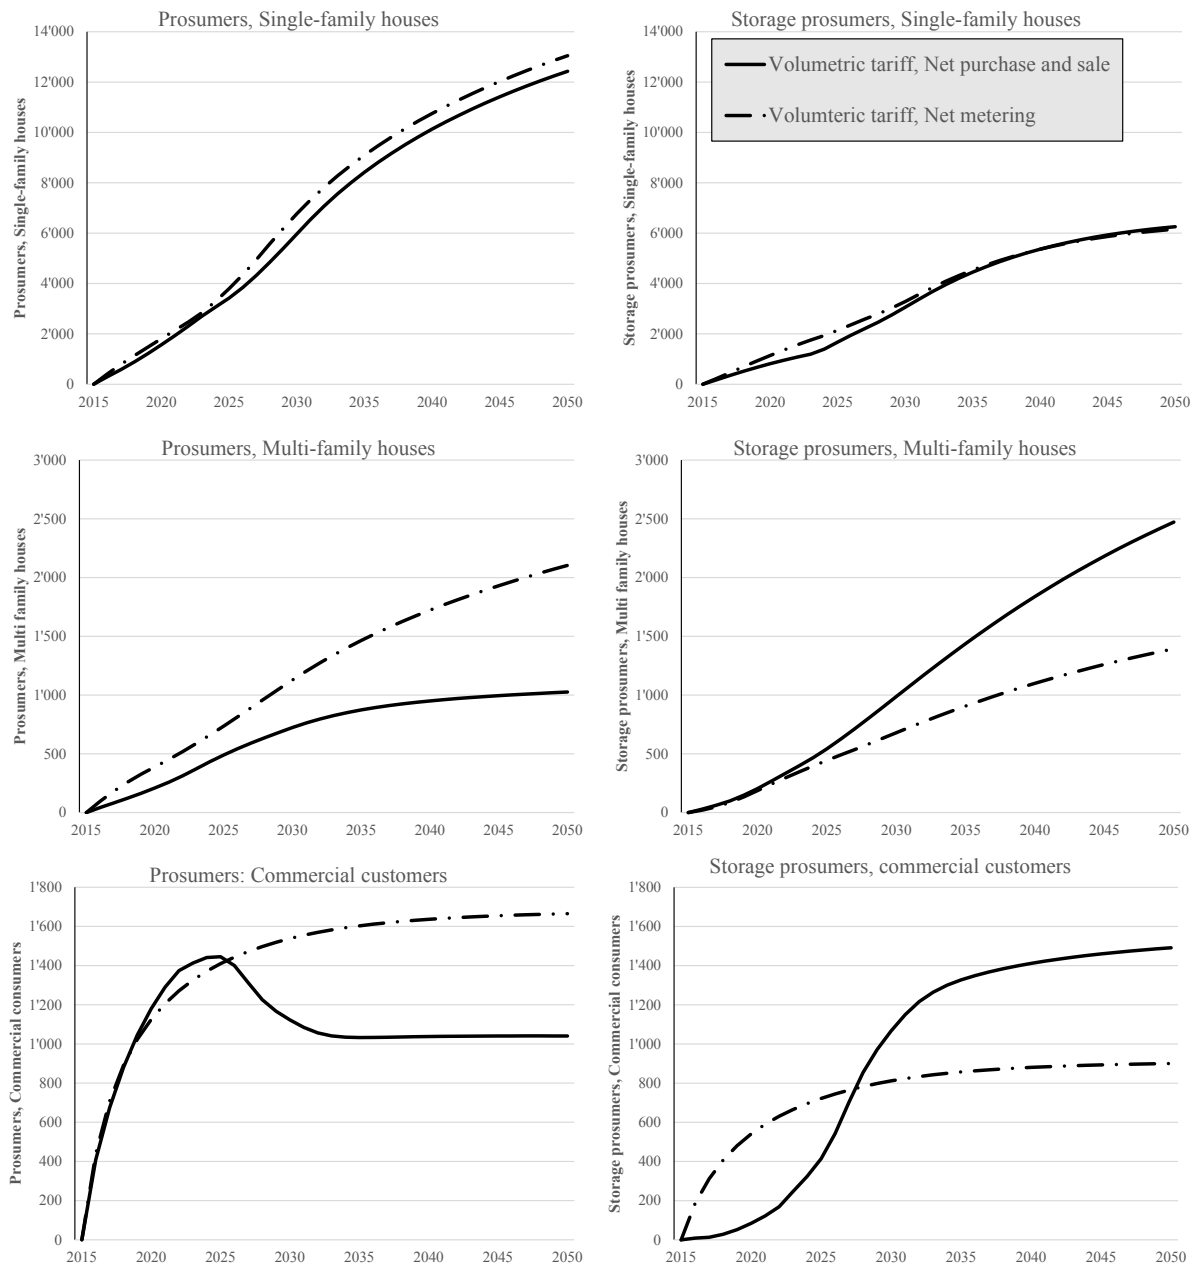 Prosumers, Single-family houses
Prosumers, Single-family houses
14'000
12'000
10'000
8'000
6'000
4'000
2'000
0
2015 2020 2025 2030 2035 2040 2045 2050
Storage prosumers, Single-family houses
Storage prosumers, Single-family houses
14'000
12'000
10'000
8'000
6'000
4'000
2'000
0
2015 2020 2025 2030 2035 2040 2045 2050
Volumetric tariff, Net purchase and sale
Volumteric tariff, Net metering
Prosumers, Multi-family houses
Prosumers, Multi family houses
3'000
2'500
2'000
1'500
1'000
500
0
2015 2020 2025 2030 2035 2040 2045 2050
Storage prosumers, Multi-family houses
Storage prosumers, Multi family houses
3'000
2'500
2'000
1'500
1'000
500
0
2015 2020 2025 2030 2035 2040 2045 2050
Prosumers: Commercial customers
Prosumers, Commercial consumers
1'800
1'600
1'400
1'200
1'000
800
600
400
200
0
2015 2020 2025 2030 2035 2040 2045 2050
Storage prosumers, commercial customers
Storage prosumers, Commercial consumers
1'800
1'600
1'400
1'200
1'000
800
600
400
200
0
2015 2020 2025 2030 2035 2040 2045 2050